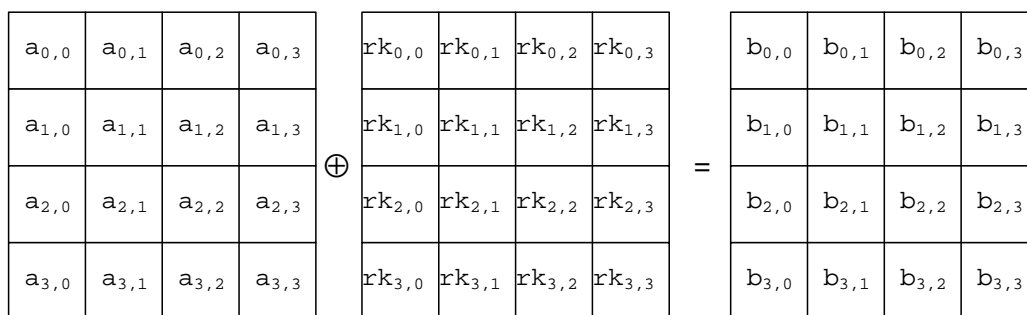 a0,0 a0,1 a0,2 a0,3 rk0,0 rk0,1 rk0,2 rk0,3 b0,0 b0,1 b0,2 b0,3
a1,0 a1,1 a1,2 a1,3 rk1,0 rk1,1 rk1,2 rk1,3 b1,0 b1,1 b1,2 b1,3
⊕ =
a2,0 a2,1 a2,2 a2,3 rk2,0 rk2,1 rk2,2 rk2,3 b2,0 b2,1 b2,2 b2,3
a3,0 a3,1 a3,2 a3,3 rk3,0 rk3,1 rk3,2 rk3,3 b3,0 b3,1 b3,2 b3,3